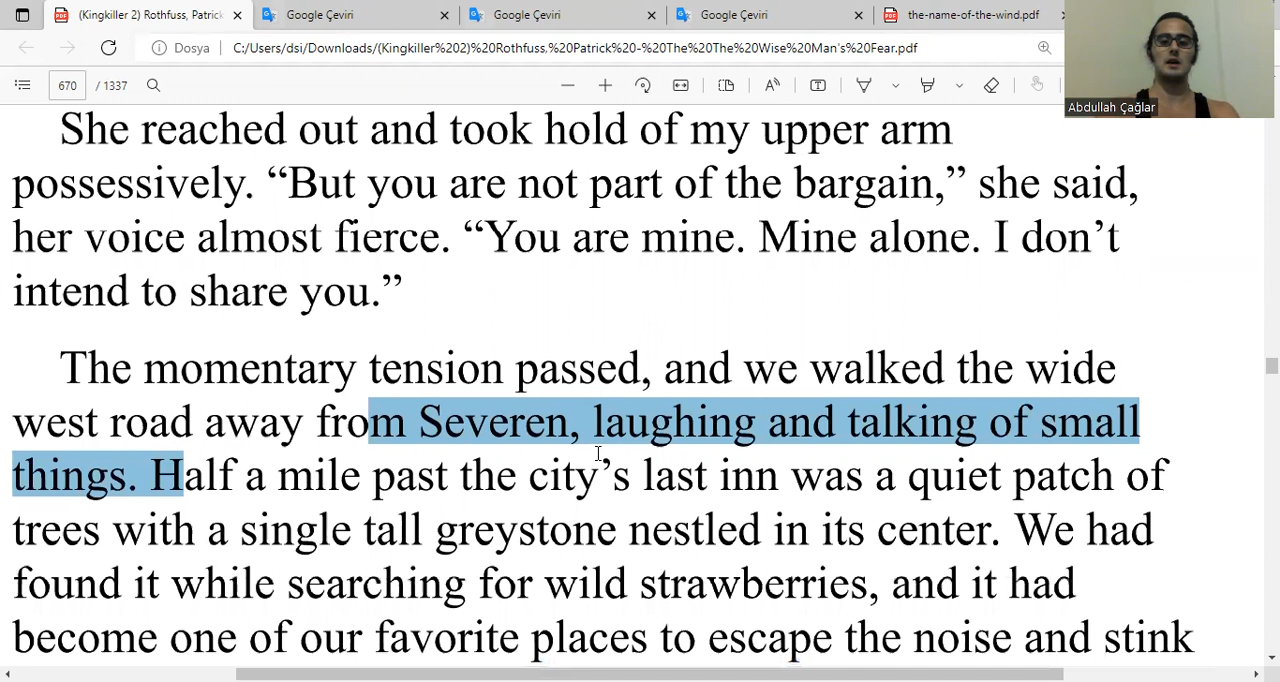 (Kingkiller 2) Rothfuss, Patrick
Google Çeviri
Google Çeviri
Google Çeviri
the-name-of-the-wind.pdf
Dosya
C:/Users/dsi/Downloads/(Kingkiller%202)%20Rothfuss,%20Patrick%20-%20The%20The%20Wise%20Man's%20Fear.pdf
670 / 1337
Abdullah Çağlar
She reached out and took hold of my upper arm
possessively. “But you are not part of the bargain,” she said,
her voice almost fierce. “You are mine. Mine alone. I don’t
intend to share you.”
The momentary tension passed, and we walked the wide
west road away from Severen, laughing and talking of small
things. Half a mile past the city’s last inn was a quiet patch of
trees with a single tall greystone nestled in its center. We had
found it while searching for wild strawberries, and it had
become one of our favorite places to escape the noise and stink